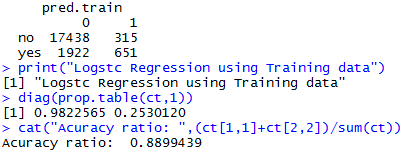 pred.train
0 1
no 17438 315
yes 1922 651
> print("Logstc Regression using Training data")
[1] "Logstc Regression using Training data"
> diag(prop.table(ct,1))
[1] 0.9822565 0.2530120
> cat("Acuracy ratio: ",(ct[1,1]+ct[2,2])/sum(ct))
Acuracy ratio:  0.8899439